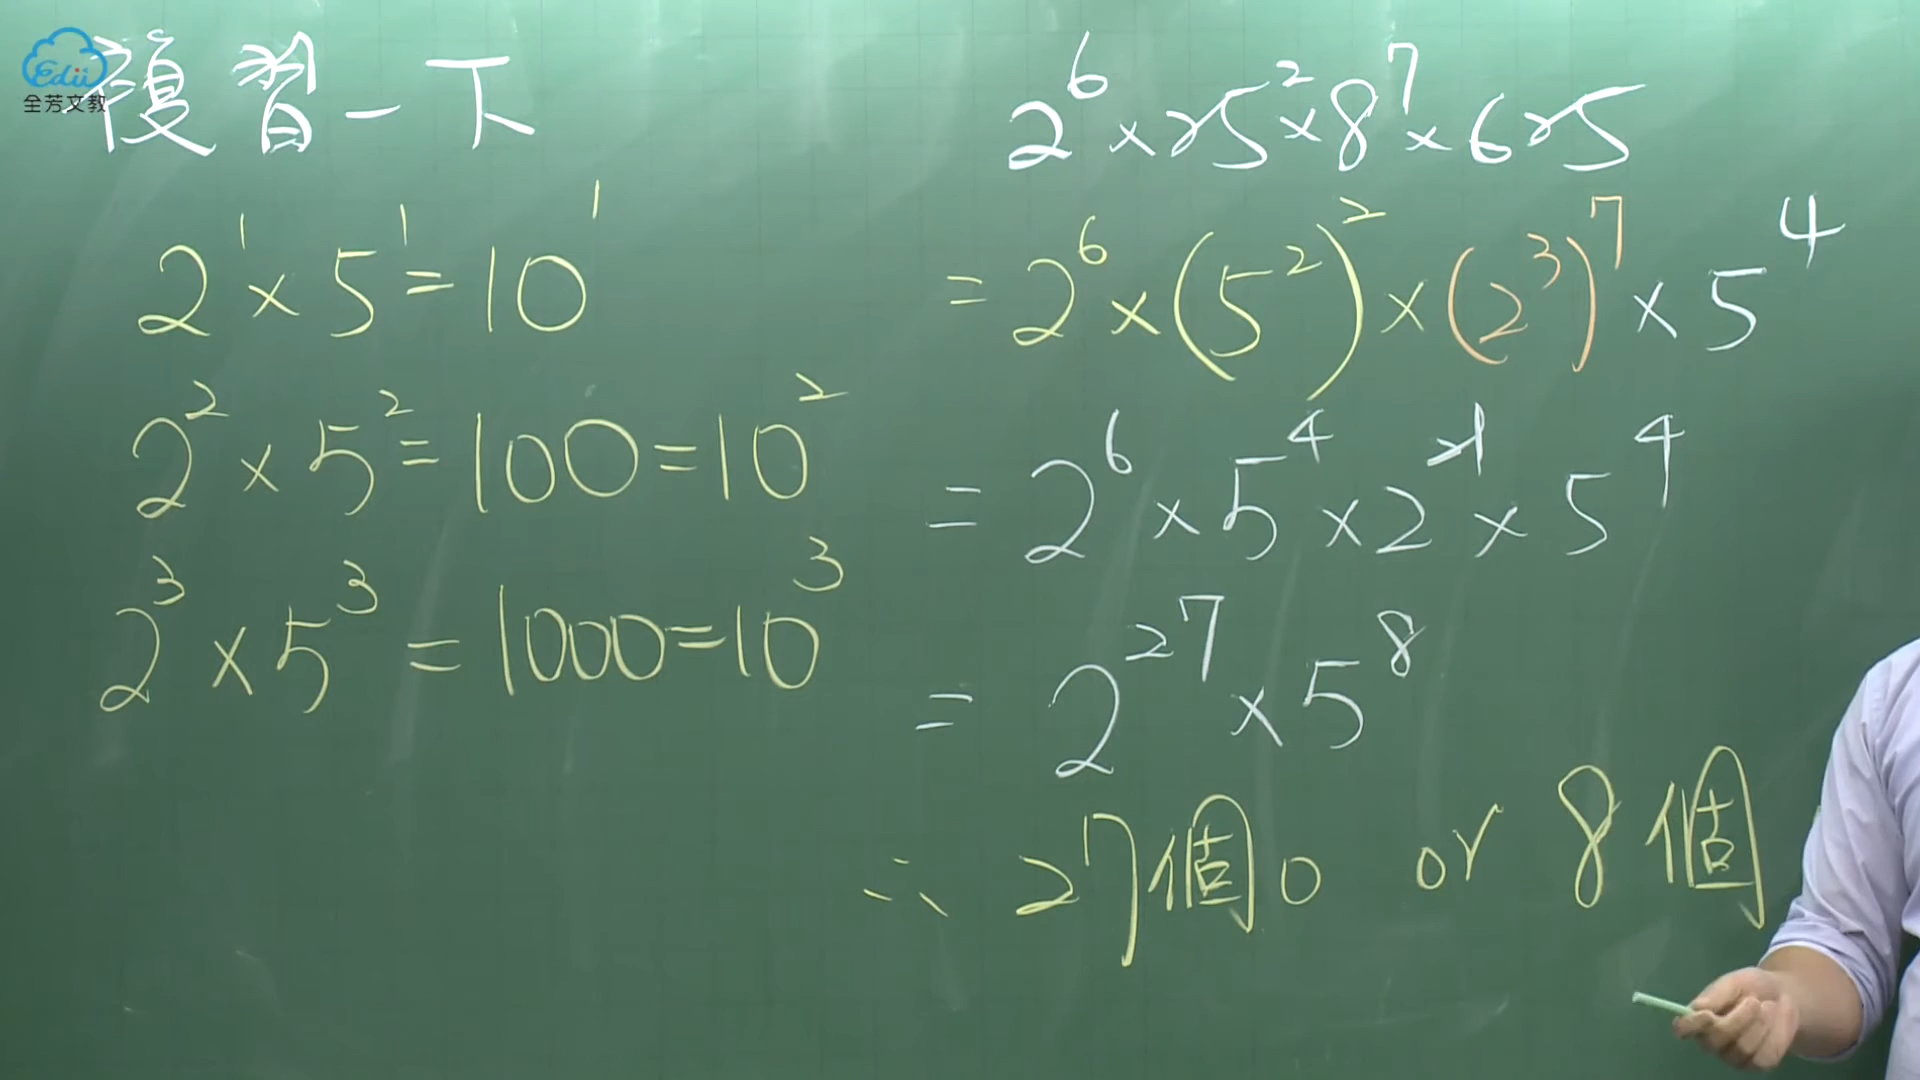 Edii
全芳文教
複習一下
2¹ × 5¹ = 10¹
2² × 5² = 100 = 10²
2³ × 5³ = 1000 = 10³
2⁶ × 25² × 8⁷ × 625
= 2⁶ × (5²)² × (2³)⁷ × 5⁴
= 2⁶ × 5⁴ × 2²¹ × 5⁴
= 2²⁷ × 5⁸
∴ 27個0 or 8個